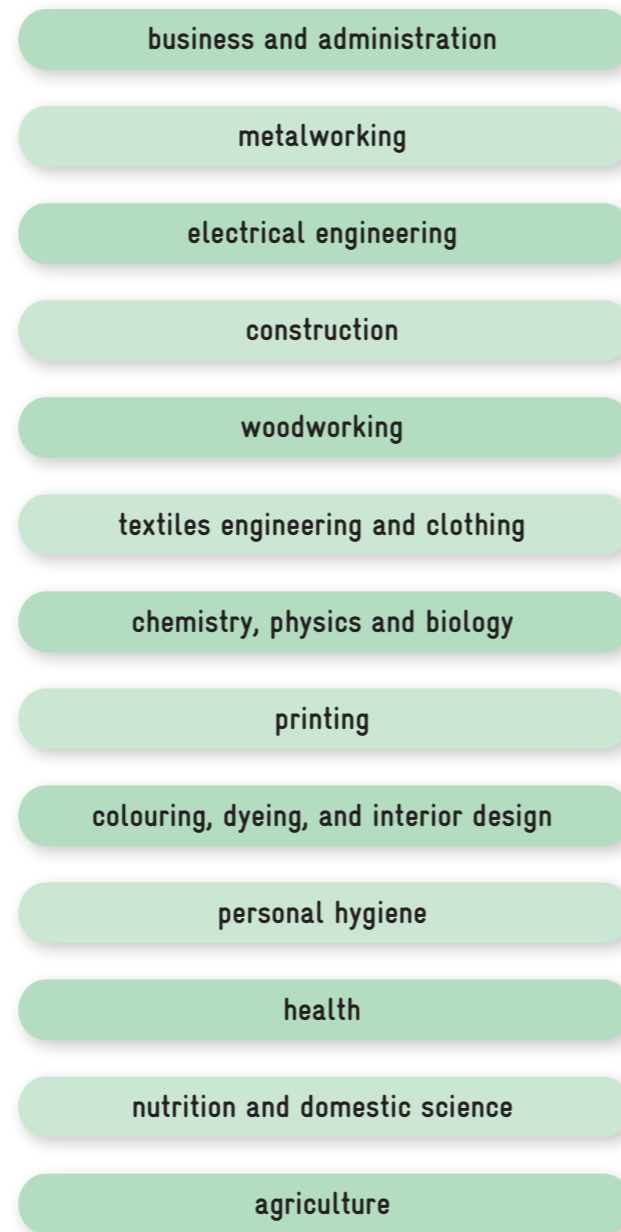 business and administration
metalworking
electrical engineering
construction
woodworking
textiles engineering and clothing
chemistry, physics and biology
printing
colouring, dyeing, and interior design
personal hygiene
health
nutrition and domestic science
agriculture